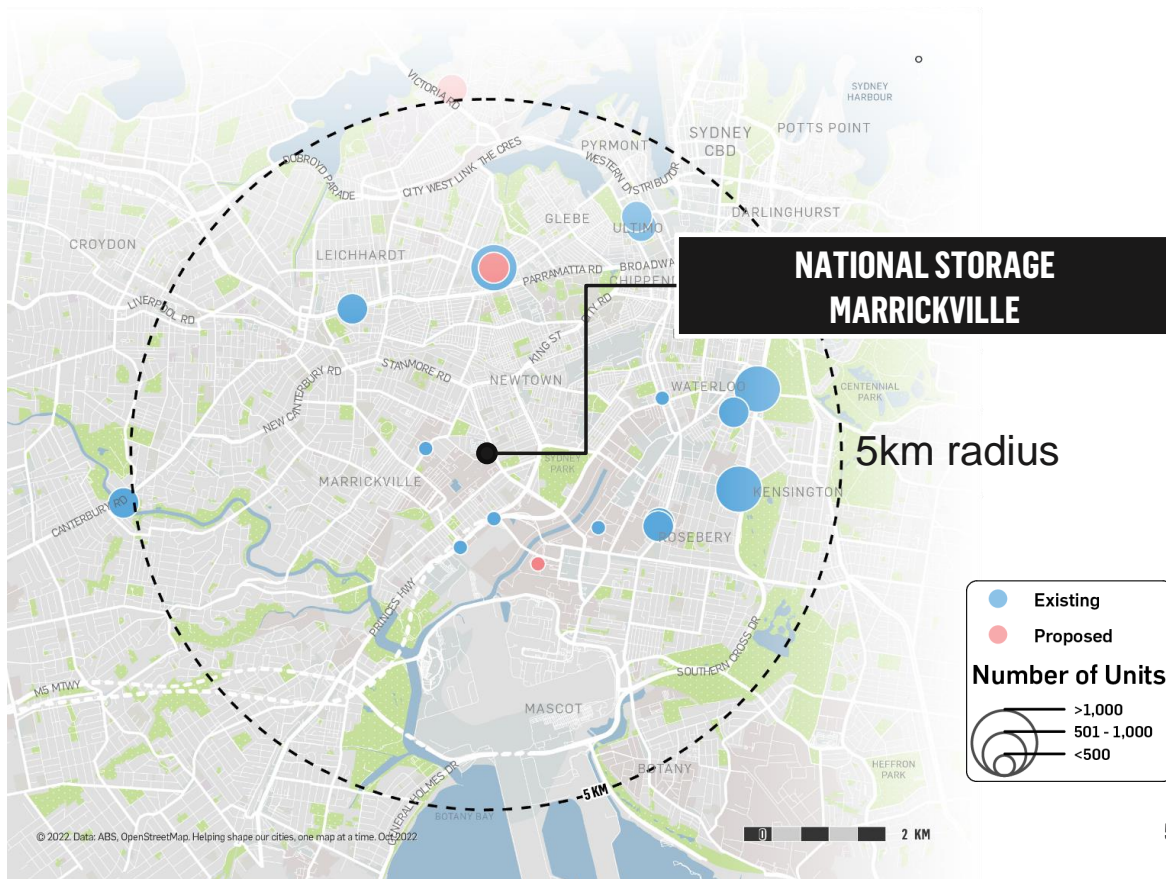 VICTORIA RD
SYDNEY
HARBOUR
POTTS POINT
SYDNEY
CBD
PYRMONT
WESTERN DISTRIBUTOR
CITY WEST LINK THE CRES
DOBROYD PARADE
DARLINGHURST
GLEBE
ULTIMO
CROYDON
LEICHHARDT
PARRAMATTA RD
BROADWA
CHIPPEND
NATIONAL STORAGE
MARRICKVILLE
LIVERPOOL RD
CITY RD
KING ST
STANMORE RD
NEW CANTERBURY RD
NEWTOWN
WATERLOO
CENTENNIAL
PARK
5km radius
SYDNEY
PARK
MARRICKVILLE
KENSINGTON
CANTERBURY RD
ROSEBERY
PRINCES HWY
Existing
Proposed
Number of Units
>1,000
501 - 1,000
<500
SOUTHERN CROSS DR
M5 MTWY
MASCOT
BOTANY
HEFFRON
PARK
5 KM
GENERAL HOLMES DR
BOTANY BAY
© 2022. Data: ABS, OpenStreetMap. Helping shape our cities, one map at a time. Oct 2022
0 2 KM